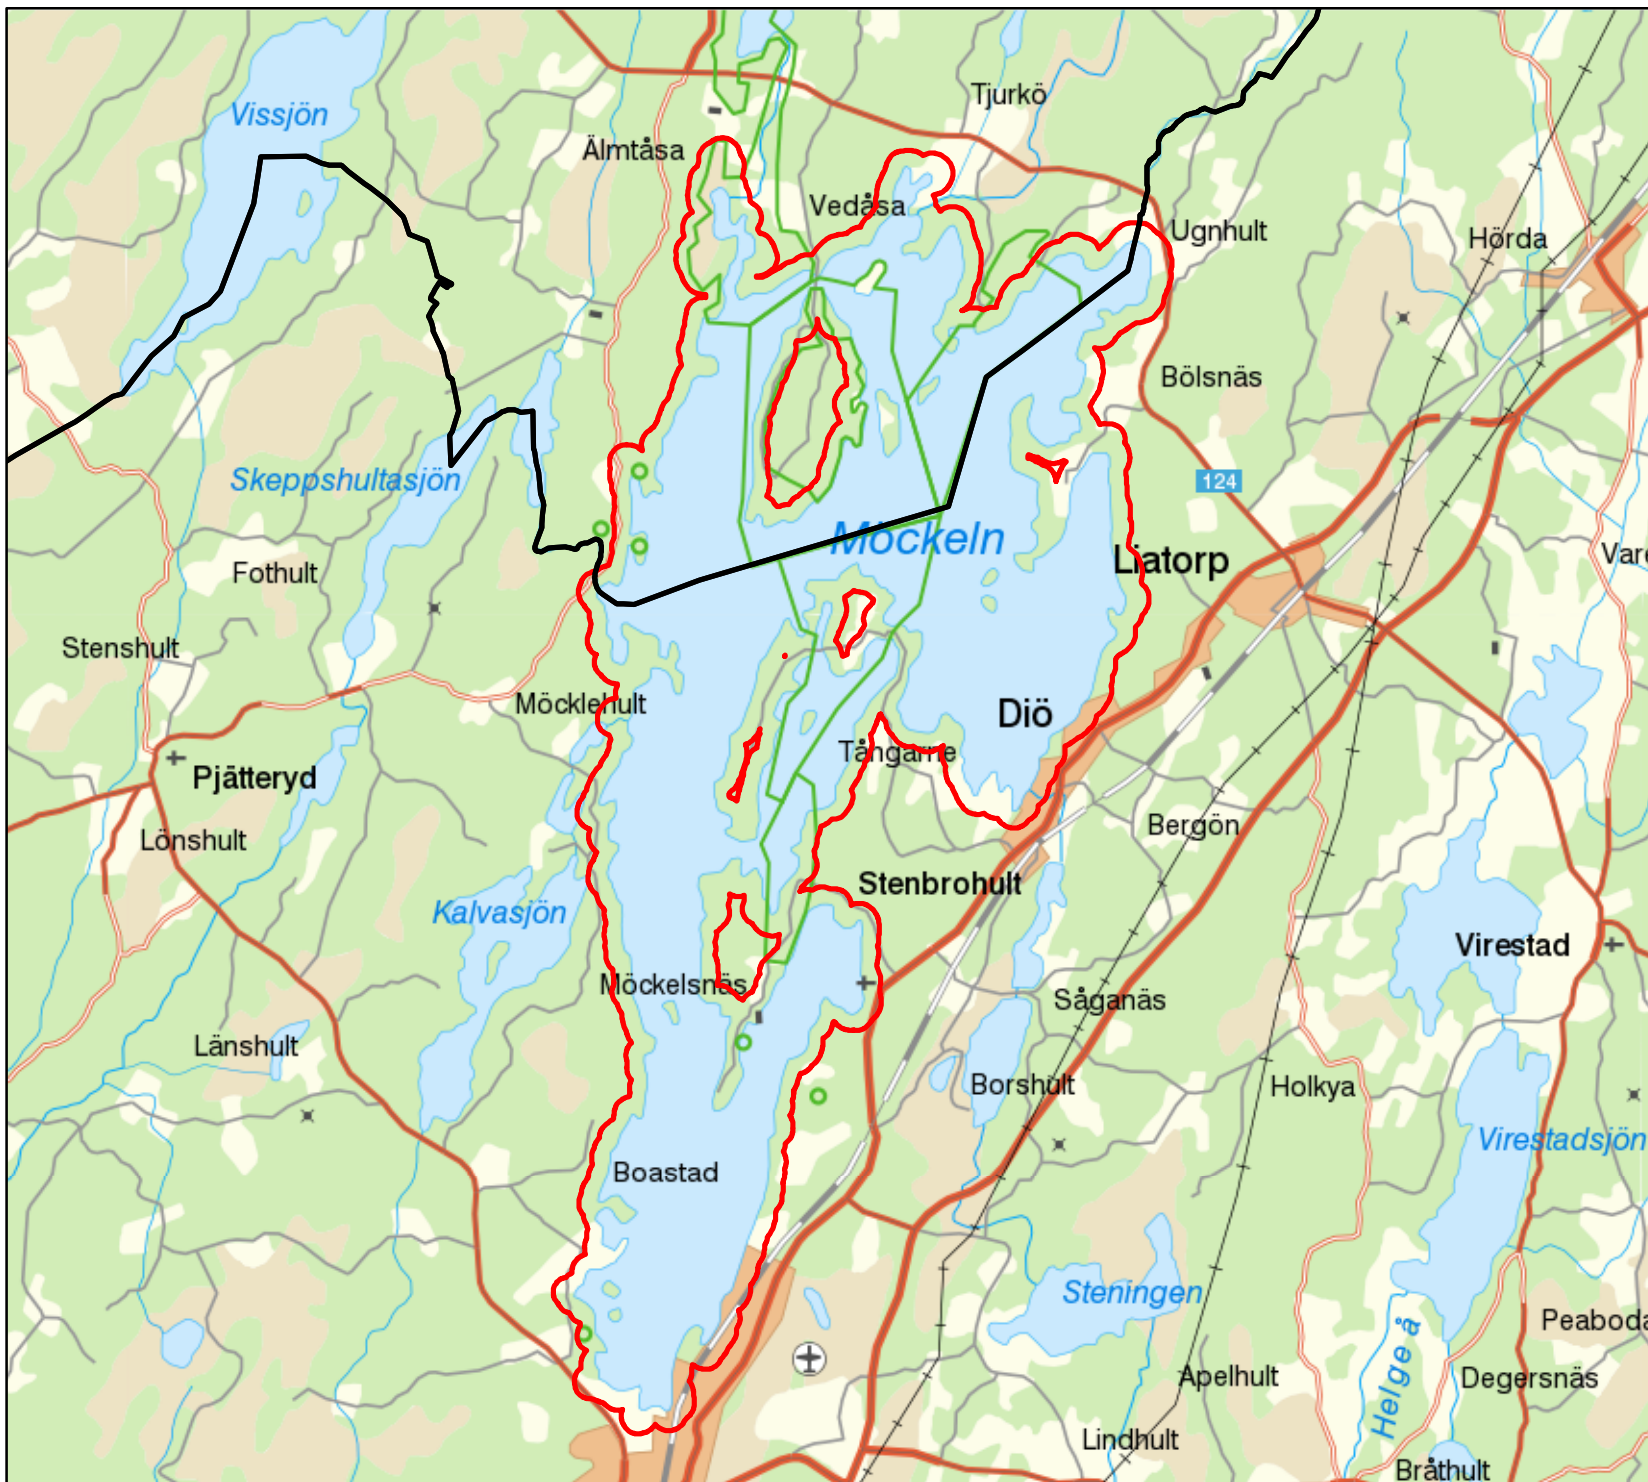 Tjurkö
Vissjön
Älmtåsa
Vedåsa
Ugnhult
Hörda
Bölsnäs
Skeppshultasjön
124
Möckeln
Liatorp
Fothult
Stenshult
Möcklehult
Diö
Tångarne
Pjätteryd
Bergön
Lönshult
Stenbrohult
Kalvasjön
Virestad
Möckelsnäs
Såganäs
Länshult
Borshult
Holkya
Virestadsjön
Boastad
Steningen
Helge å
Apelhult
Degersnäs
Lindhult
Bråthult